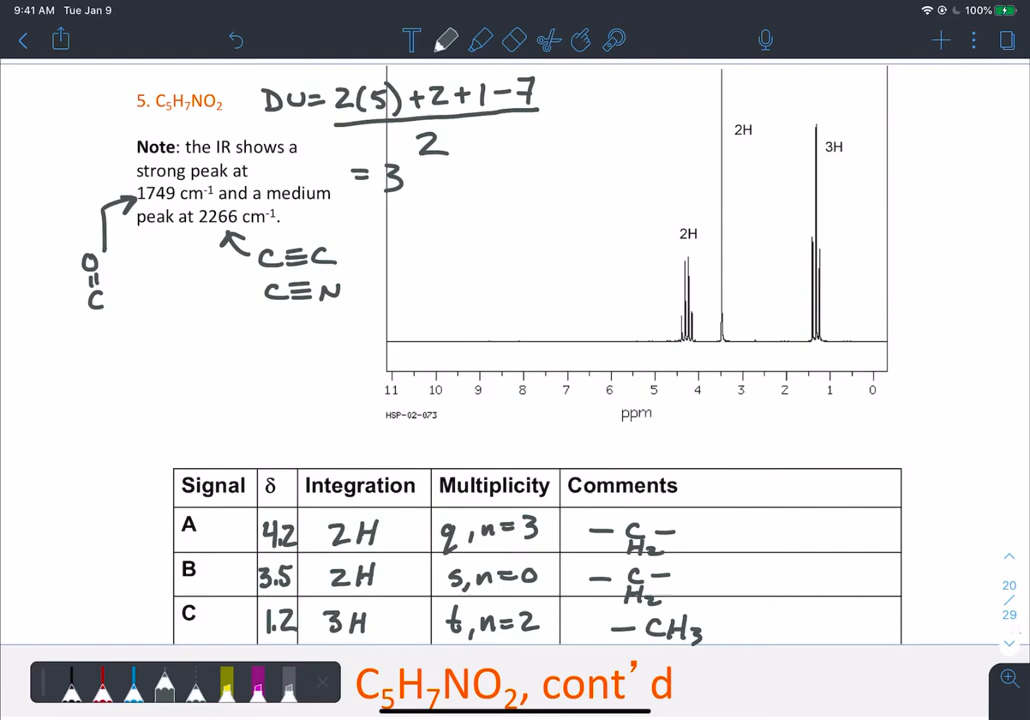 9:41 AM Tue Jan 9
100%
5. C5H7NO2
DU= 2(5)+2+1-7
2
= 3
Note: the IR shows a
strong peak at
1749 cm-1 and a medium
peak at 2266 cm-1.
C≡C
C≡N
O
=
C
2H
2H
3H
11 10 9 8 7 6 5 4 3 2 1 0
HSP-02-073
ppm
Signal δ Integration Multiplicity Comments
A 4.2 2H q, n=3 -CH2-
B 3.5 2H s, n=0 -CH2-
C 1.2 3H t, n=2 -CH3
20
/
29
C5H7NO2, cont’d